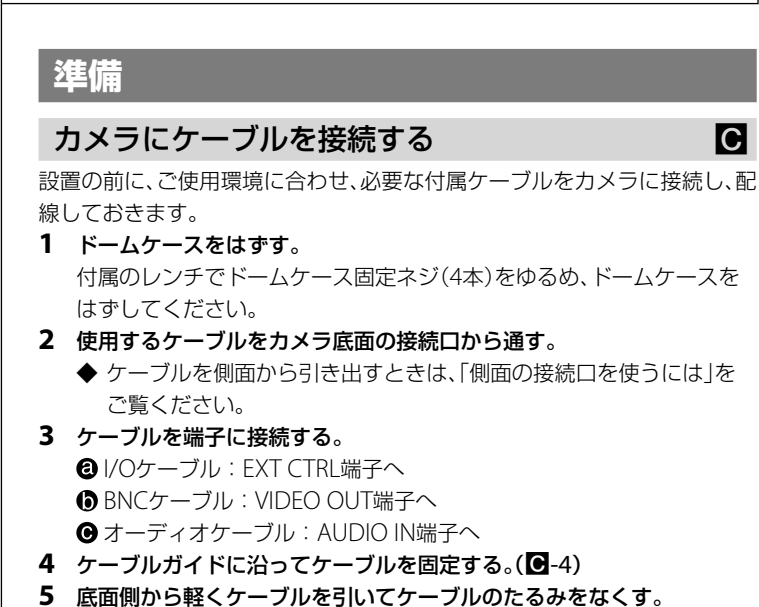 準備
カメラにケーブルを接続する C
設置の前に、ご使用環境に合わせ、必要な付属ケーブルをカメラに接続し、配
線しておきます。
1 ドームケースをはずす。
付属のレンチでドームケース固定ネジ(4本)をゆるめ、ドームケースを
はずしてください。
2 使用するケーブルをカメラ底面の接続口から通す。
◆ ケーブルを側面から引き出すときは、「側面の接続口を使うには」を
ご覧ください。
3 ケーブルを端子に接続する。
ⓐ I/Oケーブル:EXT CTRL端子へ
ⓑ BNCケーブル:VIDEO OUT端子へ
ⓒ オーディオケーブル:AUDIO IN端子へ
4 ケーブルガイドに沿ってケーブルを固定する。(C-4)
5 底面側から軽くケーブルを引いてケーブルのたるみをなくす。